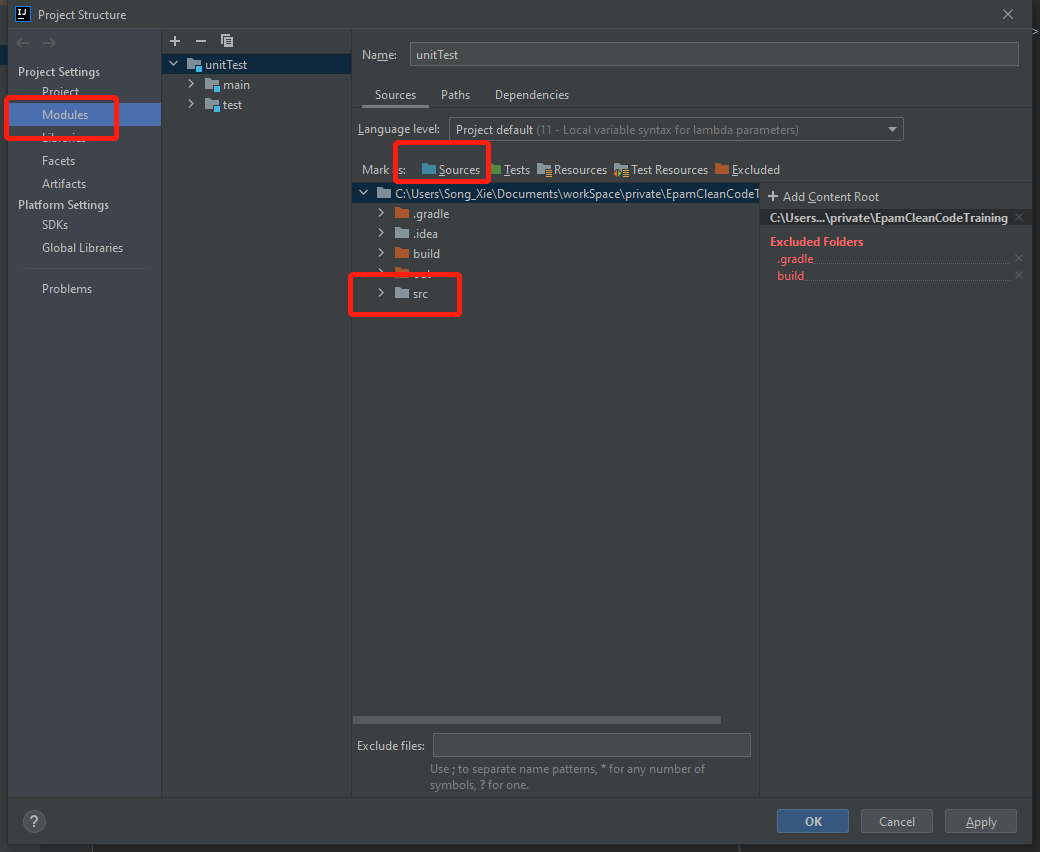 Project Structure
Project Settings
Project
Modules
Libraries
Facets
Artifacts
Platform Settings
SDKs
Global Libraries
Problems
unitTest
main
test
Name: unitTest
Sources Paths Dependencies
Language level: Project default (11 - Local variable syntax for lambda parameters)
Mark as: Sources Tests Resources Test Resources Excluded
C:\Users\Song_Xie\Documents\workSpace\private\EpamCleanCodeT
.gradle
.idea
build
src
+ Add Content Root
C:\Users...\private\EpamCleanCodeTraining
Excluded Folders
.gradle
build
Exclude files:
Use ; to separate name patterns, * for any number of
symbols, ? for one.
?
OK Cancel Apply